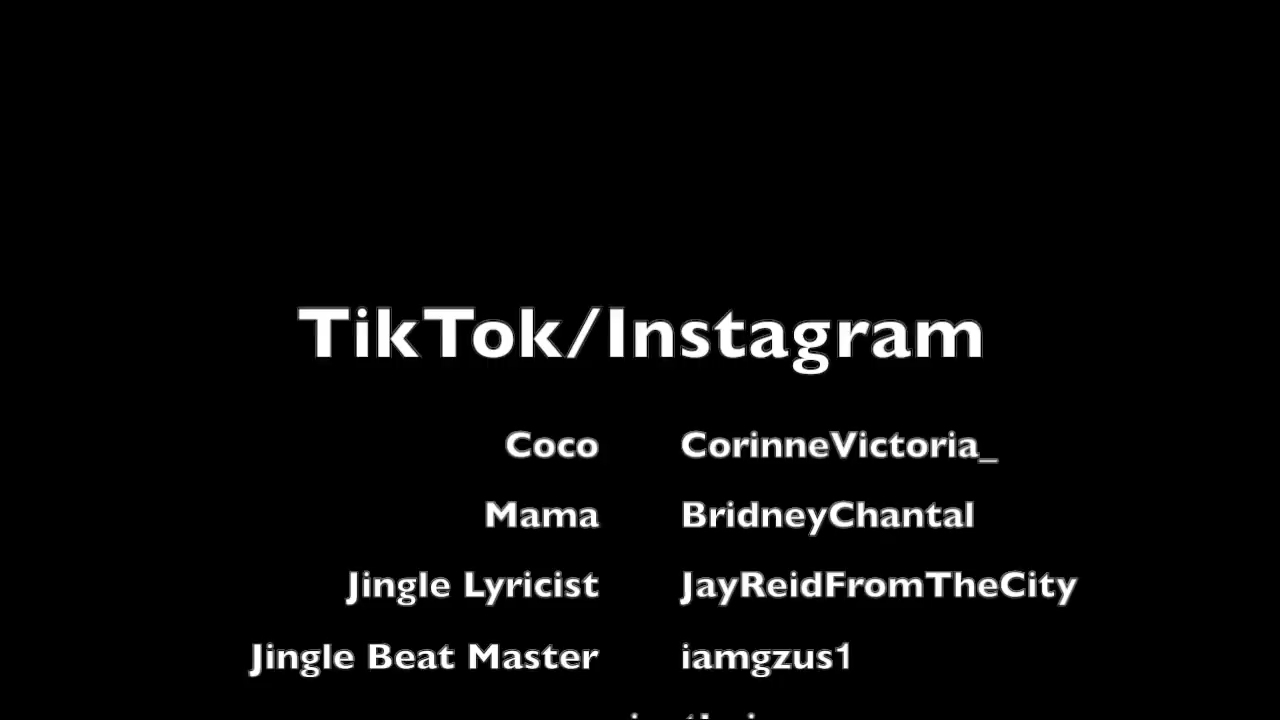 TikTok/Instagram
Coco CorinneVictoria_
Mama BridneyChantal
Jingle Lyricist JayReidFromTheCity
Jingle Beat Master iamgzus1